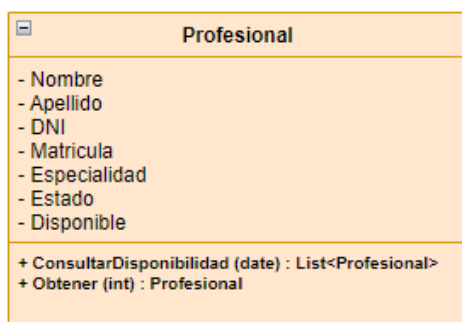 Profesional
- Nombre
- Apellido
- DNI
- Matricula
- Especialidad
- Estado
- Disponible
+ ConsultarDisponibilidad (date) : List<Profesional>
+ Obtener (int) : Profesional